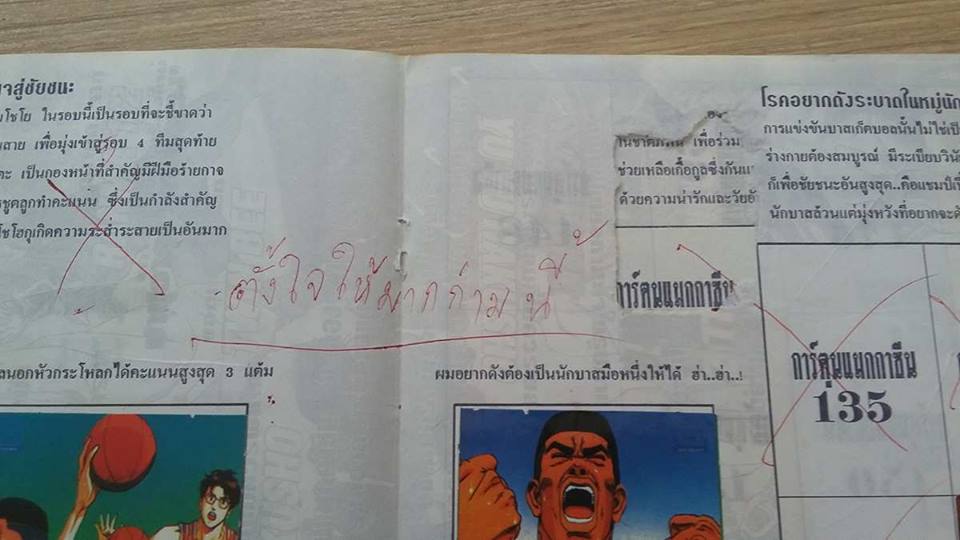 าสู่ชัยชนะ
โชโย ในรอบนี้เป็นรอบที่จะชี้ขาดว่า
นสาย เพื่อมุ่งเข้าสู่รอบ 4 ทีมสุดท้าย
ตะ เป็นกองหน้าที่สำคัญมีฝีมือร้ายกาจ
รชูตลูกทำคะแนน ซึ่งเป็นกำลังสำคัญ
โชโฮกุเกิดความระส่ำระสายเป็นอันมาก
ตั้งใจให้มากก่ามนี้
ลนอกหัวกระโหลกได้คะแนนสูงสุด 3 แต้ม
เพื่อร่วม
ช่วยเหลือเกื้อกูลซึ่งกันแ
ด้วยความน่ารักและวัยอั
การ์ตูนแมกกาซีน
ผมอยากดังต้องเป็นนักบาสมือหนึ่งให้ได้ ฮ่า..ฮ่า..!
โรคอยากดังระบาดในหมู่นัก
การแข่งขันบาสเก็ตบอลนั้นไม่ใช่เป็
ร่างกายต้องสมบูรณ์ มีระเบียบวินั
ก็เพื่อชัยชนะอันสูงสุด..คือแชมป์เปี้
นักบาสล้วนแต่มุ่งหวังที่อยากจะดั
การ์ตูนแมกกาซีน
135